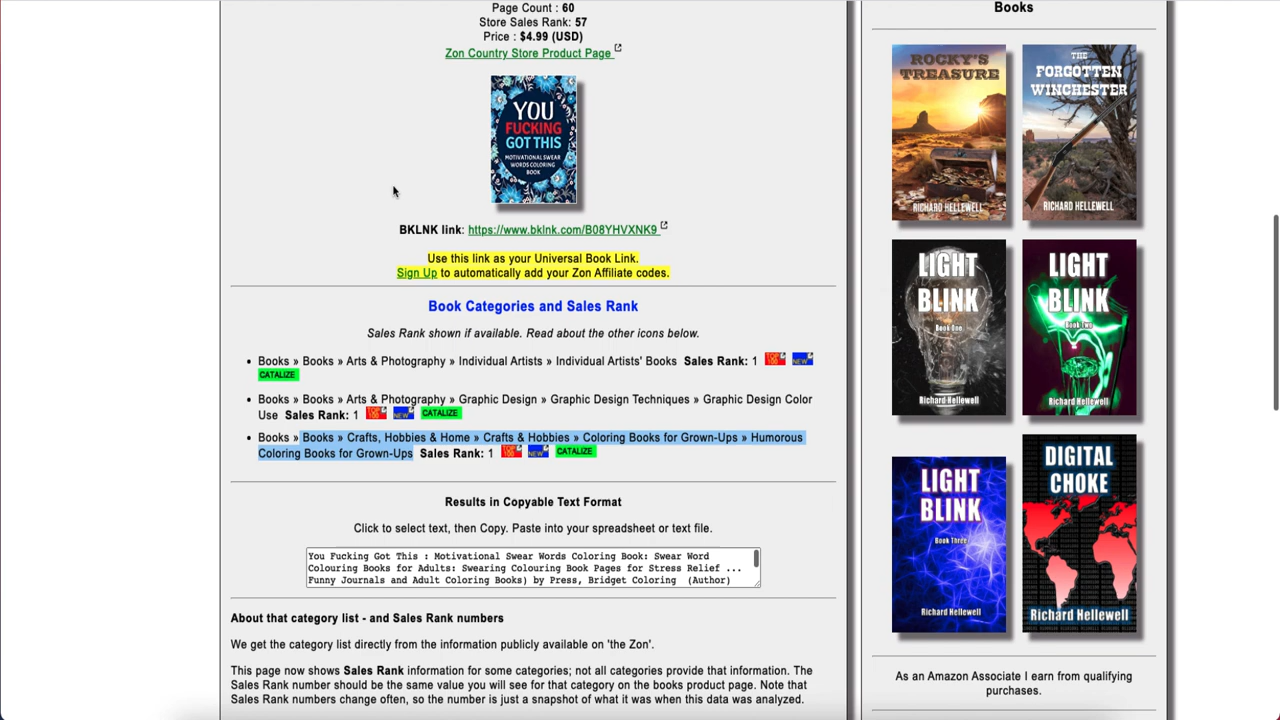 Page Count : 60
Store Sales Rank: 57
Price : $4.99 (USD)
Zon Country Store Product Page
YOU
FUCKING
GOT THIS
MOTIVATIONAL SWEAR
WORDS COLORING
BOOK
BKLNK link: https://www.bklnk.com/B08YHVXNK9
Use this link as your Universal Book Link.
Sign Up to automatically add your Zon Affiliate codes.
Book Categories and Sales Rank
Sales Rank shown if available. Read about the other icons below.
• Books » Books » Arts & Photography » Individual Artists » Individual Artists' Books Sales Rank: 1
CATALIZE
• Books » Books » Arts & Photography » Graphic Design » Graphic Design Techniques » Graphic Design Color
Use Sales Rank: 1 CATALIZE
• Books » Books » Crafts, Hobbies & Home » Crafts & Hobbies » Coloring Books for Grown-Ups » Humorous
Coloring Books for Grown-Ups Sales Rank: 1 CATALIZE
Results in Copyable Text Format
Click to select text, then Copy. Paste into your spreadsheet or text file.
You Fucking Got This : Motivational Swear Words Coloring Book: Swear Word
Colouring Books for Adults: Swearing Colouring Book Pages for Stress Relief ...
Funny Journals and Adult Coloring Books) by Press, Bridget Coloring (Author)
About that category list - and Sales Rank numbers
We get the category list directly from the information publicly available on 'the Zon'.
This page now shows Sales Rank information for some categories; not all categories provide that information. The
Sales Rank number should be the same value you will see for that category on the books product page. Note that
Sales Rank numbers change often, so the number is just a snapshot of what it was when this data was analyzed.
Books
ROCKY'S
TREASURE
RICHARD HELLEWELL
THE
FORGOTTEN
WINCHESTER
RICHARD HELLEWELL
LIGHT
BLINK
Book One
Richard Hellewell
LIGHT
BLINK
Book Two
Richard Hellewell
LIGHT
BLINK
Book Three
Richard Hellewell
DIGITAL
CHOKE
Richard Hellewell
As an Amazon Associate I earn from qualifying
purchases.